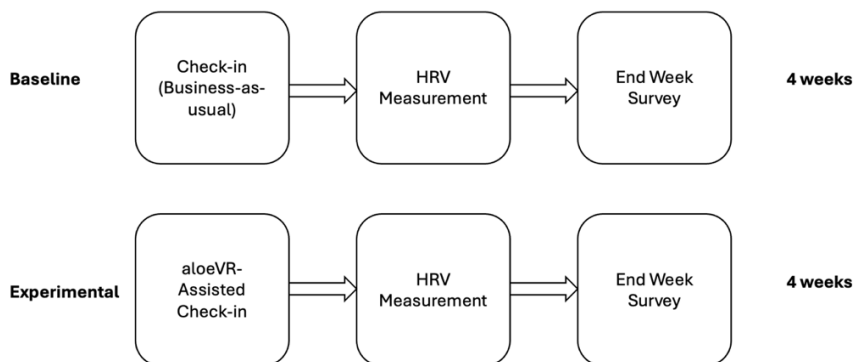 Baseline
Check-in
(Business-as-
usual)
HRV
Measurement
End Week
Survey
4 weeks
Experimental
aloeVR-
Assisted
Check-in
HRV
Measurement
End Week
Survey
4 weeks